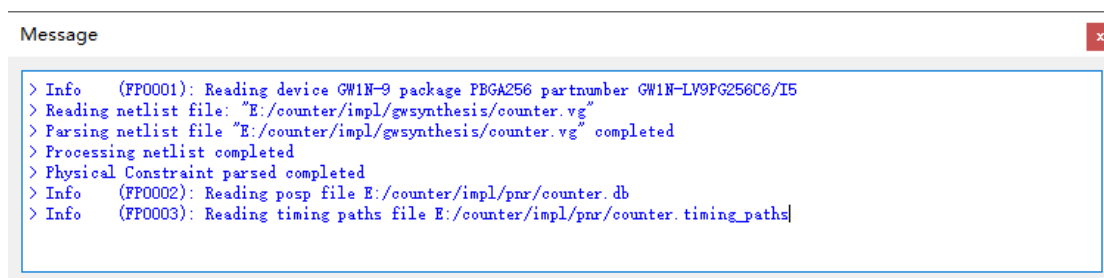 Message
x
> Info    (FP0001): Reading device GW1N-9 package PBGA256 partnumber GW1N-LV9PG256C6/I5
> Reading netlist file: "E:/counter/impl/gwsynthesis/counter.vg"
> Parsing netlist file "E:/counter/impl/gwsynthesis/counter.vg" completed
> Processing netlist completed
> Physical Constraint parsed completed
> Info    (FP0002): Reading posp file E:/counter/impl/pnr/counter.db
> Info    (FP0003): Reading timing paths file E:/counter/impl/pnr/counter.timing_paths